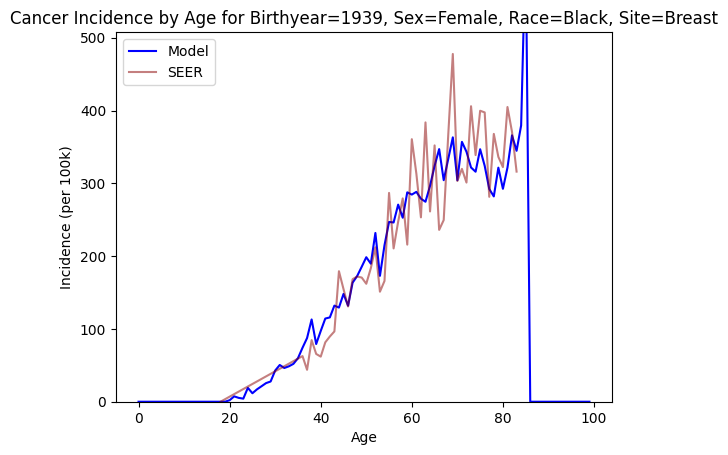 Cancer Incidence by Age for Birthyear=1939, Sex=Female, Race=Black, Site=Breast
Model
SEER
Incidence (per 100k)
500
400
300
200
100
0
0 20 40 60 80 100
Age